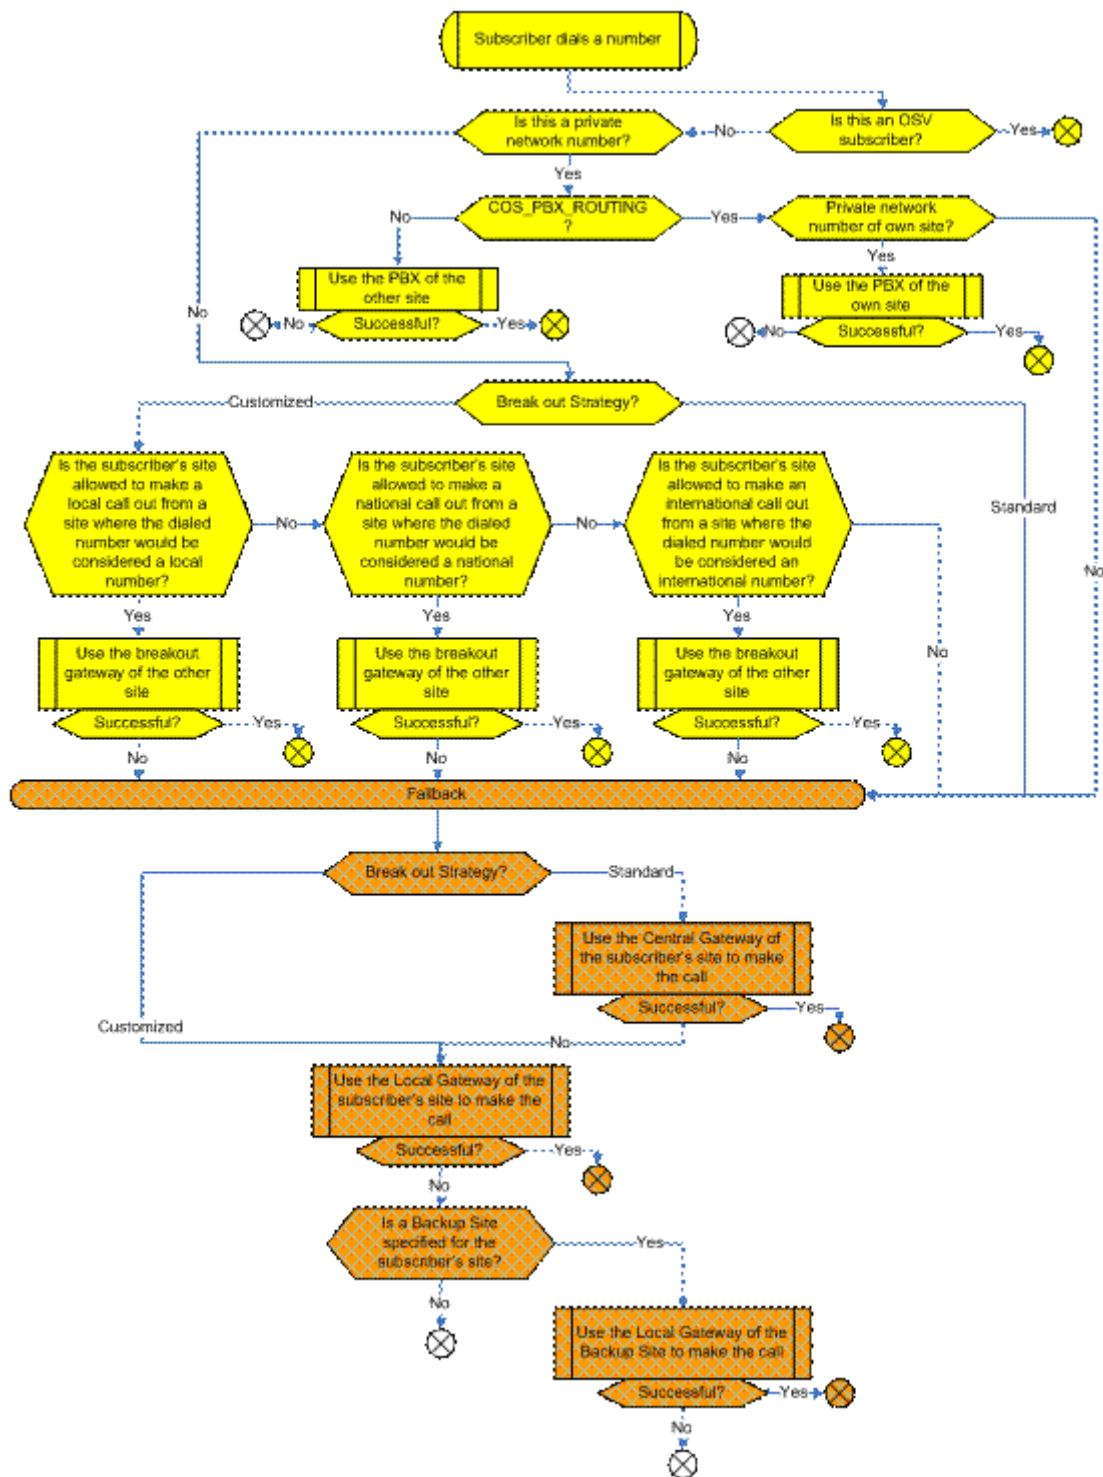 Subscriber dials a number
Is this a private
network number?
No
Is this an OSV
subscriber?
Yes
Yes
No
COS_PBX_ROUTING
?
Yes
Private network
number of own site?
Yes
Use the PBX of the
other site
No
Successful?
Yes
Use the PBX of the
own site
No
Successful?
Yes
No
Customized
Break out Strategy?
Standard
No
Is the subscriber's site
allowed to make a
local call out from a
site where the dialed
number would be
considered a local
number?
No
Is the subscriber's site
allowed to make a
national call out from a
site where the dialed
number would be
considered a national
number?
No
Is the subscriber's site
allowed to make an
international call out
from a site where the
dialed number would
be considered an
international number?
Yes
Yes
Yes
No
Use the breakout
gateway of the other
site
Successful?
Yes
Use the breakout
gateway of the other
site
Successful?
Yes
Use the breakout
gateway of the other
site
Successful?
Yes
No
No
No
Fallback
Break out Strategy?
Standard
Use the Central Gateway of
the subscriber's site to make
the call
Successful?
Yes
Customized
No
Use the Local Gateway of the
subscriber's site to make the
call
Successful?
Yes
No
Is a Backup Site
specified for the
subscriber's site?
Yes
No
Use the Local Gateway of the
Backup Site to make the call
Successful?
Yes
No